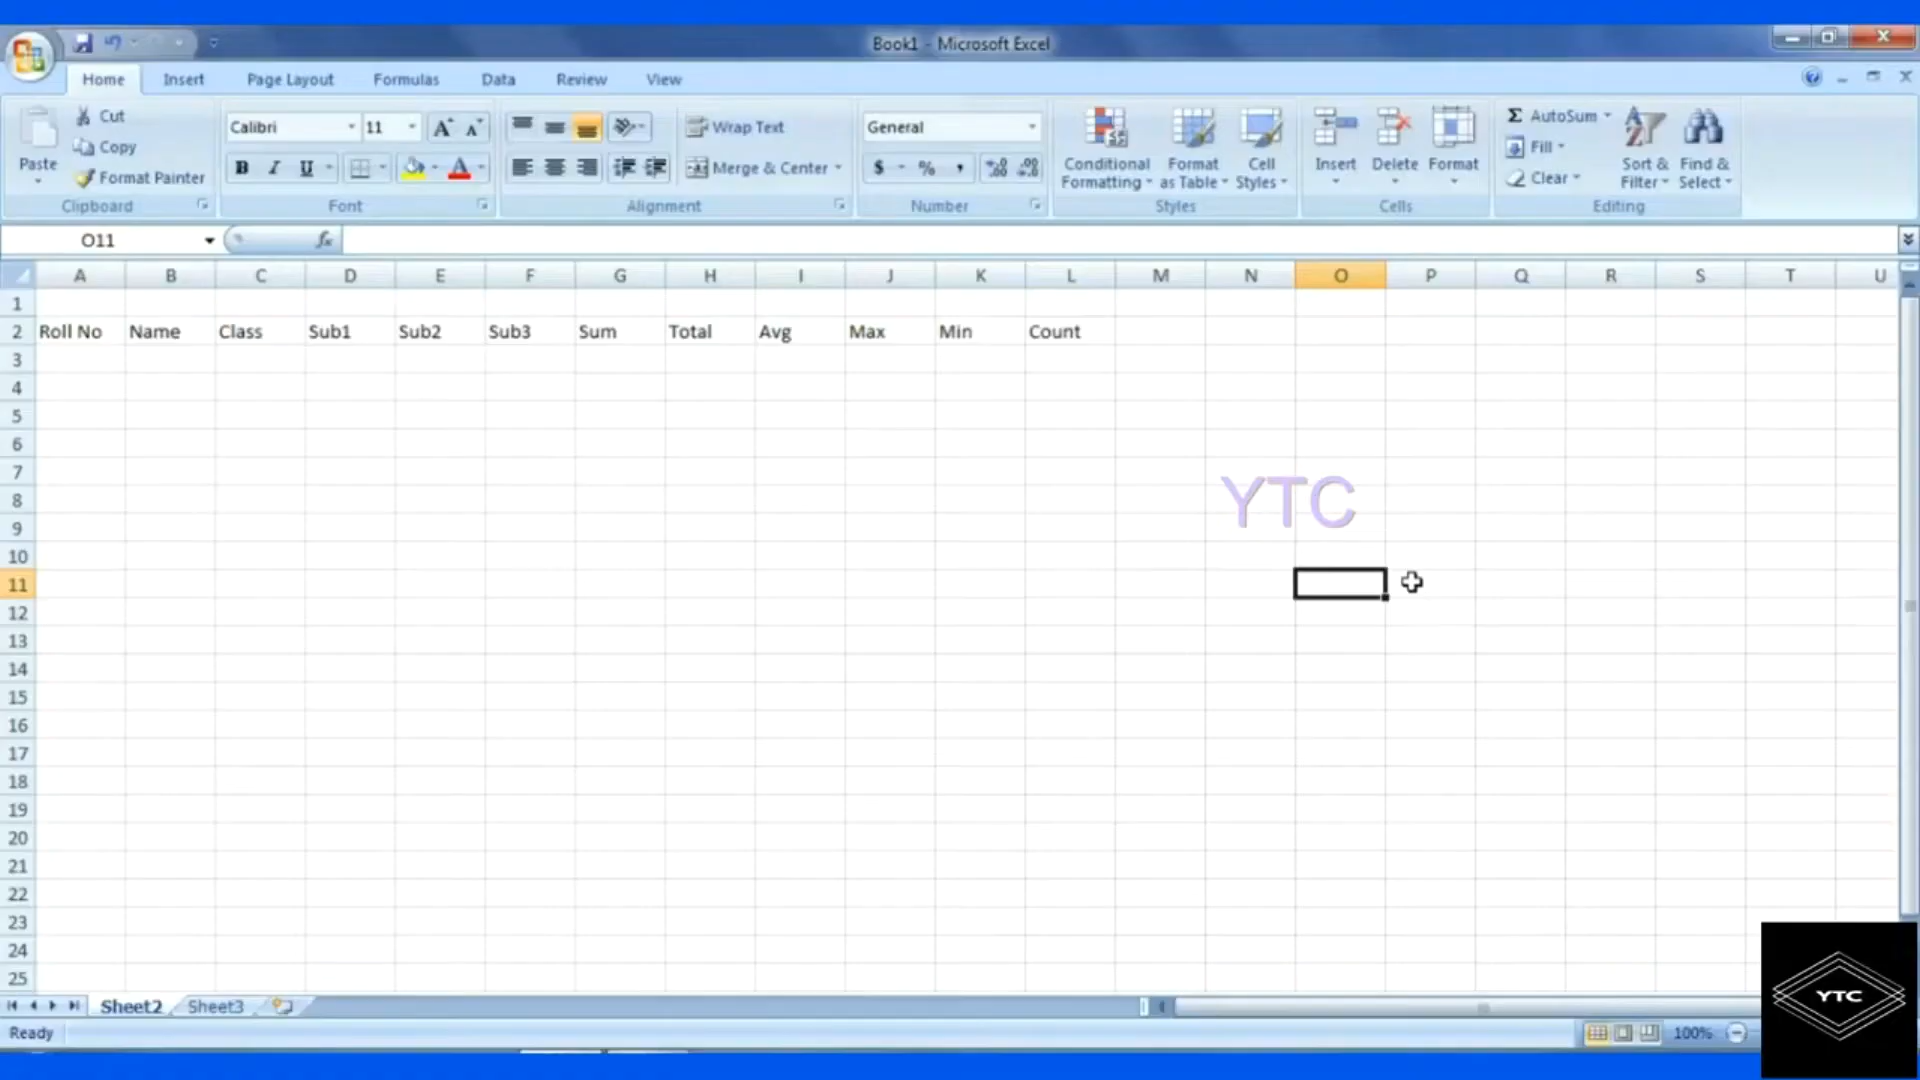 Book1 - Microsoft Excel
Home Insert Page Layout Formulas Data Review View
Paste
Cut
Copy
Format Painter
Clipboard
Calibri 11
B I U
Font
Wrap Text
Merge & Center
Alignment
General
$ % ,
Number
Conditional Formatting
Format as Table
Cell Styles
Styles
Insert Delete Format
Cells
Σ AutoSum
Fill
Clear
Sort & Filter
Find & Select
Editing
O11 fx
A B C D E F G H I J K L M N O P Q R S T U
1
2 Roll No Name Class Sub1 Sub2 Sub3 Sum Total Avg Max Min Count
3
4
5
6
7
8
9
10
11
12
13
14
15
16
17
18
19
20
21
22
23
24
25
YTC
Sheet2 Sheet3
Ready 100%
YTC